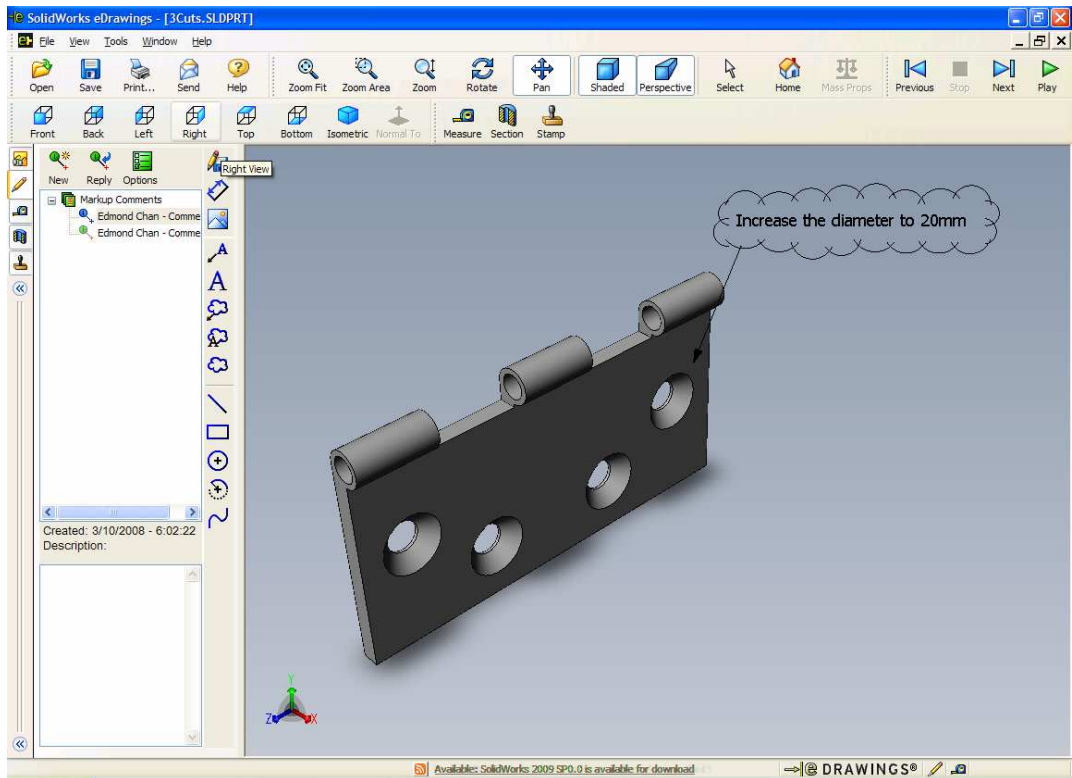 SolidWorks eDrawings - [3Cuts.SLDPRT]
File View Tools Window Help
Open Save Print... Send Help Zoom Fit Zoom Area Zoom Rotate Pan Shaded Perspective Select Home Mass Props Previous Stop Next Play
Front Back Left Right Top Bottom Isometric Normal To Measure Section Stamp
Right View
New Reply Options
Markup Comments
Edmond Chan - Comme
Edmond Chan - Comme
A
A
A
Increase the diameter to 20mm
Created: 3/10/2008 - 6:02:22
Description:
Y
Z X
Available: SolidWorks 2009 SP0.0 is available for download
e DRAWINGS®